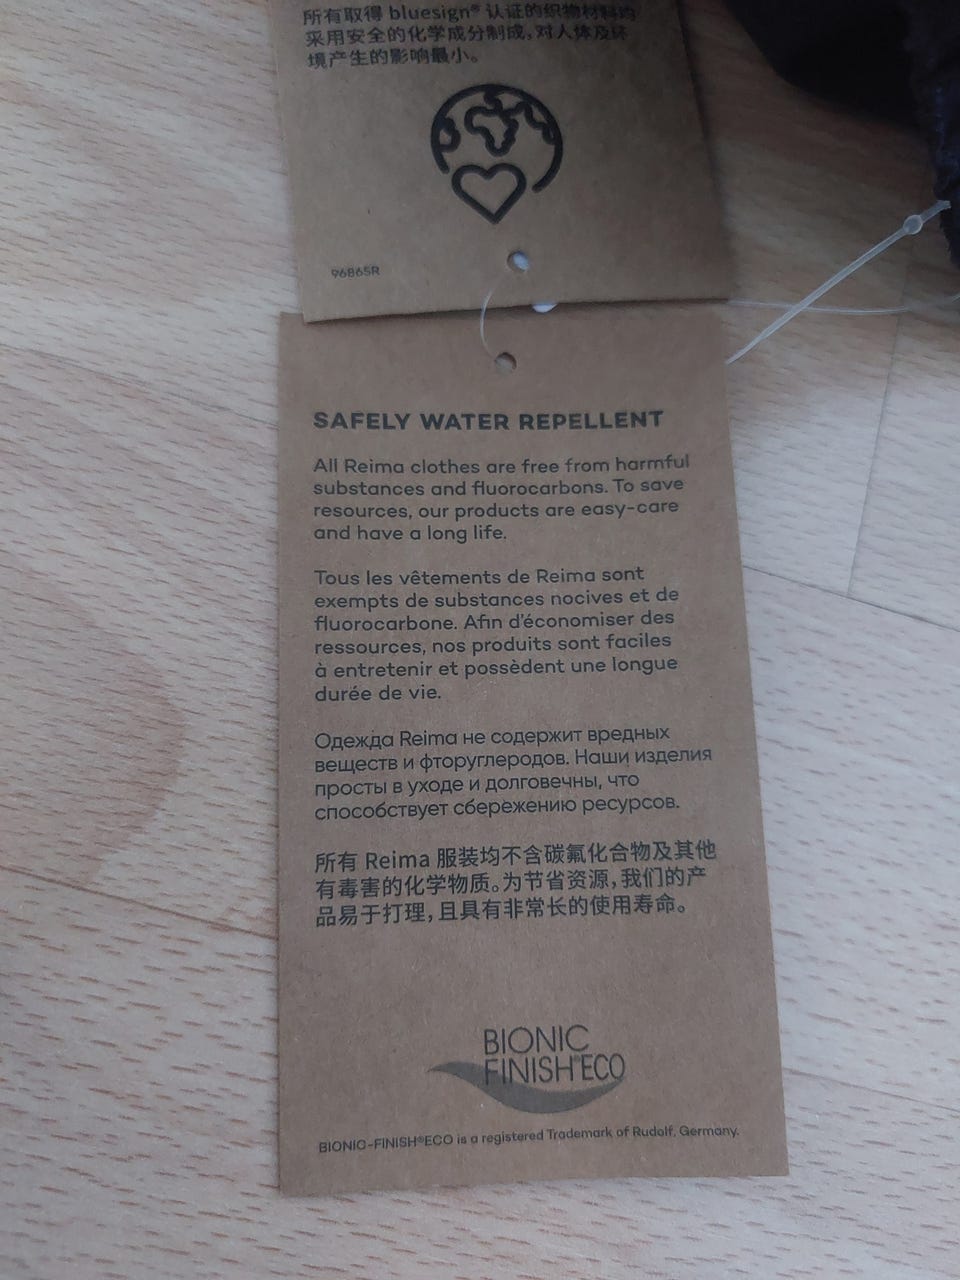 所有取得 bluesign® 认证的织物材料均
采用安全的化学成分制成，对人体及环
境产生的影响最小。
96865R
SAFELY WATER REPELLENT
All Reima clothes are free from harmful
substances and fluorocarbons. To save
resources, our products are easy-care
and have a long life.
Tous les vêtements de Reima sont
exempts de substances nocives et de
fluorocarbone. Afin d'économiser des
ressources, nos produits sont faciles
à entretenir et possèdent une longue
durée de vie.
Одежда Reima не содержит вредных
веществ и фторуглеродов. Наши изделия
просты в уходе и долговечны, что
способствует сбережению ресурсов.
所有 Reima 服装均不含碳氟化合物及其他
有毒害的化学物质。为节省资源，我们的产
品易于打理，且具有非常长的使用寿命。
BIONIC
FINISH®ECO
BIONIC-FINISH®ECO is a registered Trademark of Rudolf, Germany.